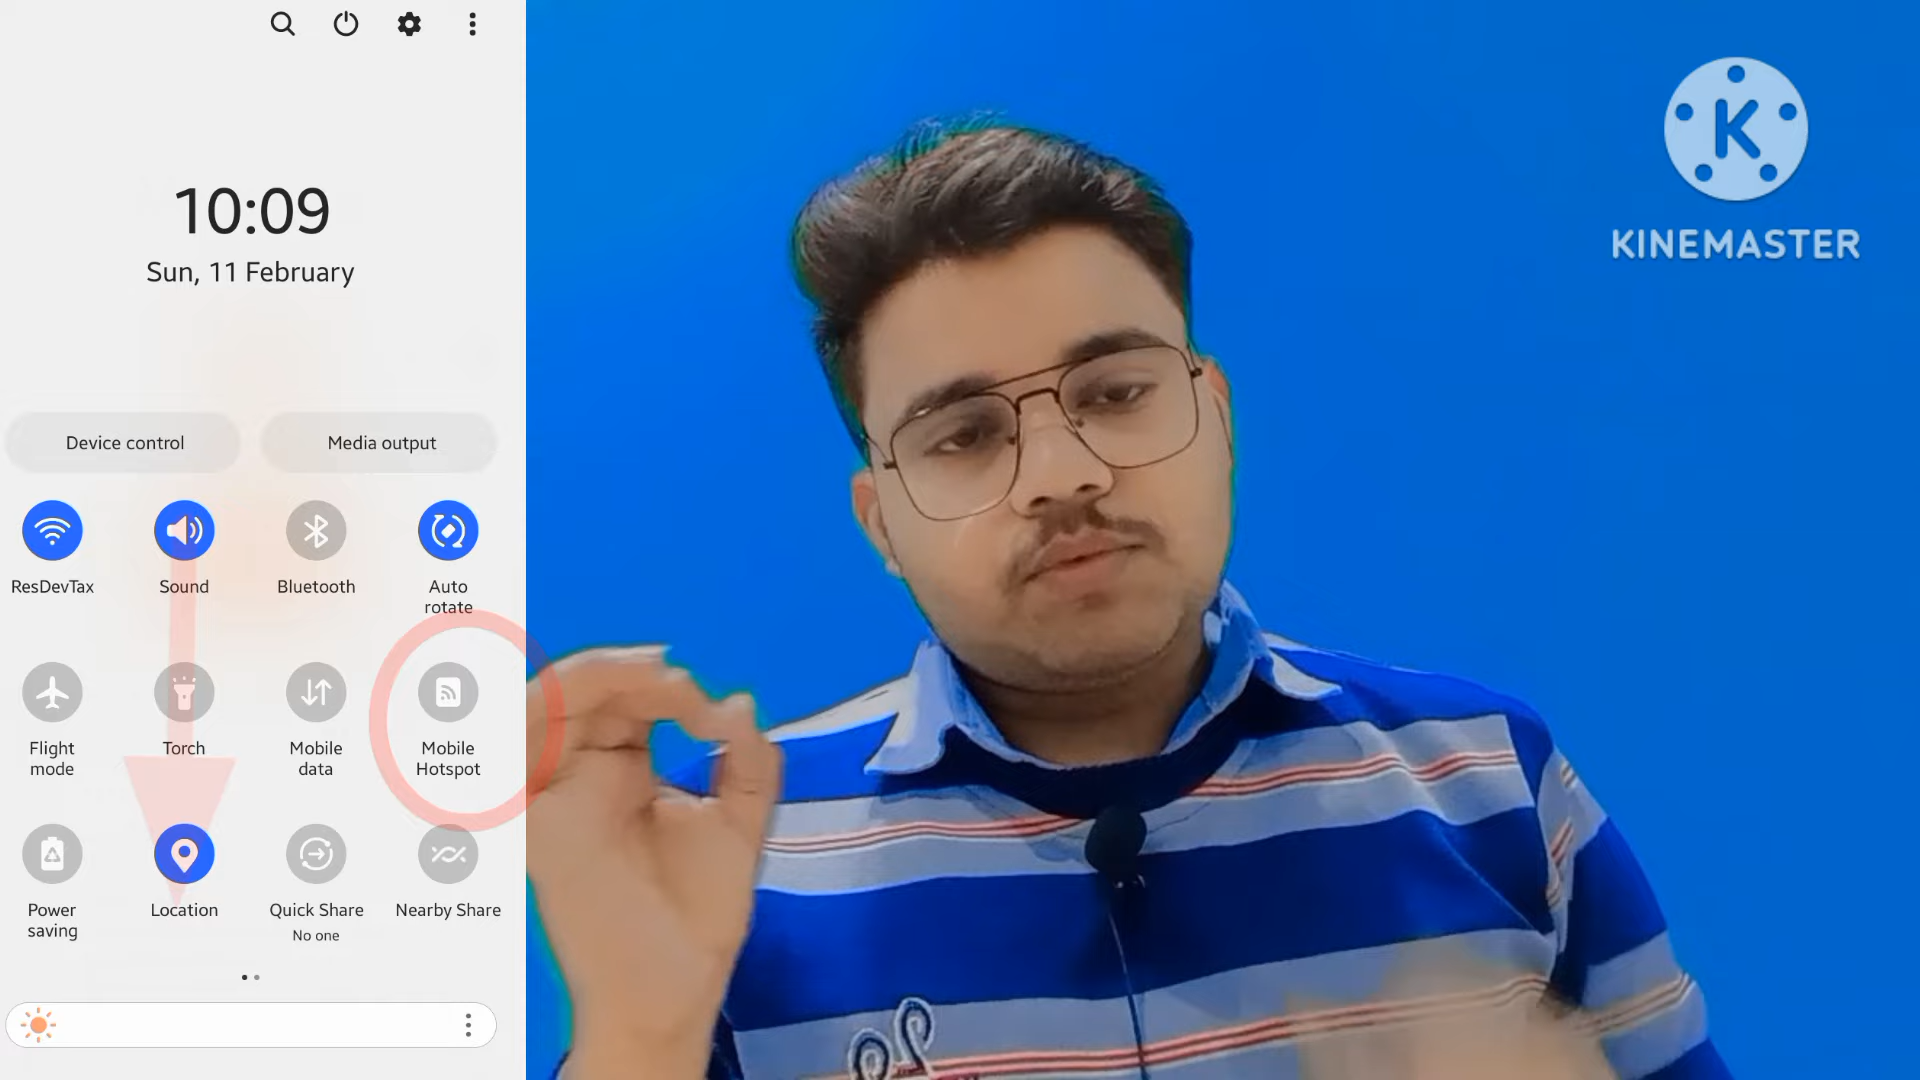 10:09
Sun, 11 February
Device control
Media output
ResDevTax
Sound
Bluetooth
Auto
rotate
Flight
mode
Torch
Mobile
data
Mobile
Hotspot
Power
saving
Location
Quick Share
No one
Nearby Share
K
KINEMASTER